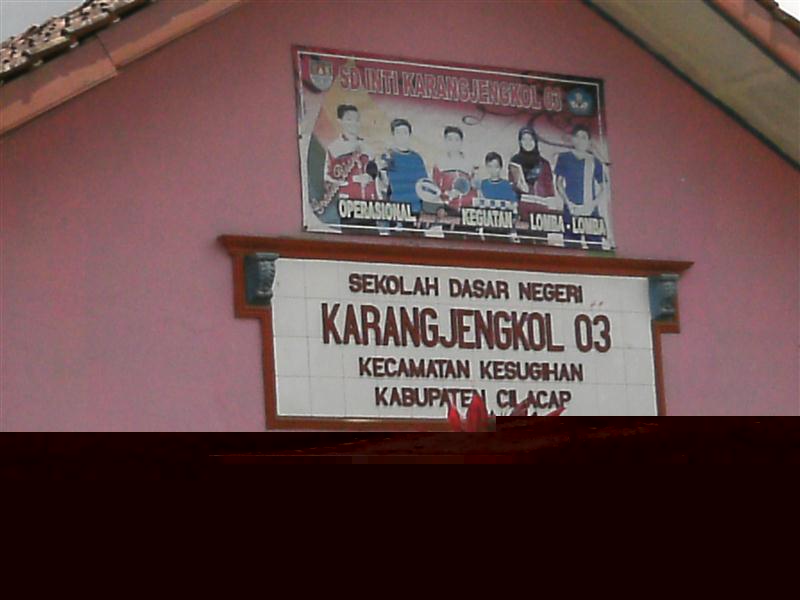 SD INTI KARANGJENGKOL 03
OPERASIONAL KEGIATAN LOMBA - LOMBA
SEKOLAH DASAR NEGERI
KARANGJENGKOL 03
KECAMATAN KESUGIHAN
KABUPATEN CILACAP